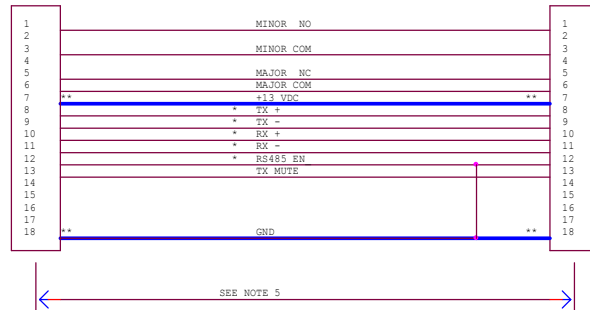 1 MINOR NO 1
2 2
3 MINOR COM 3
4 4
5 MAJOR NC 5
6 MAJOR COM 6
7 ** +13 VDC ** 7
8 * TX + 8
9 * TX - 9
10 * RX + 10
11 * RX - 11
12 * RS485 EN_ 12
13 TX MUTE 13
14 14
15 15
16 16
17 17
18 ** GND ** 18
SEE NOTE 5